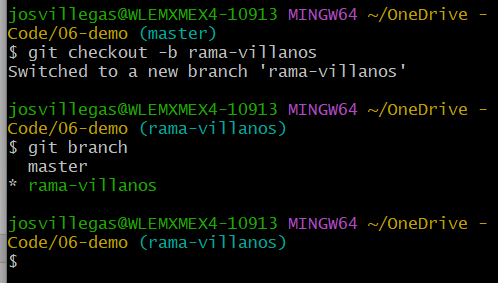 josvillegas@WLEMXMEX4-10913 MINGW64 ~/OneDrive -
Code/06-demo (master)
$ git checkout -b rama-villanos
Switched to a new branch 'rama-villanos'
josvillegas@WLEMXMEX4-10913 MINGW64 ~/OneDrive -
Code/06-demo (rama-villanos)
$ git branch
  master
* rama-villanos
josvillegas@WLEMXMEX4-10913 MINGW64 ~/OneDrive -
Code/06-demo (rama-villanos)
$